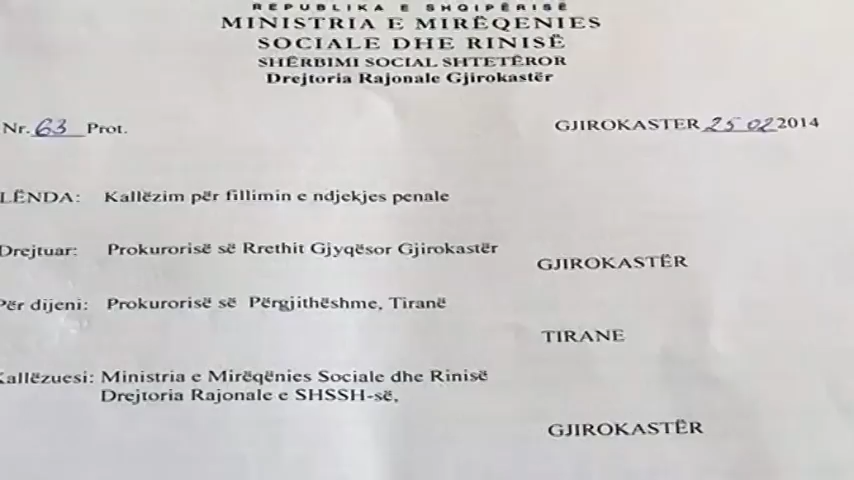 REPUBLIKA E SHQIPËRISË
MINISTRIA E MIRËQENIES
SOCIALE DHE RINISË
SHËRBIMI SOCIAL SHTETËROR
Drejtoria Rajonale Gjirokastër
Nr. 63 Prot. GJIROKASTER 25 02 2014
LËNDA: Kallëzim për fillimin e ndjekjes penale
Drejtuar: Prokurorisë së Rrethit Gjyqësor Gjirokastër
GJIROKASTËR
Për dijeni: Prokurorisë së Përgjithëshme, Tiranë
TIRANE
Kallëzuesi: Ministria e Mirëqënies Sociale dhe Rinisë
Drejtoria Rajonale e SHSSH-së,
GJIROKASTËR